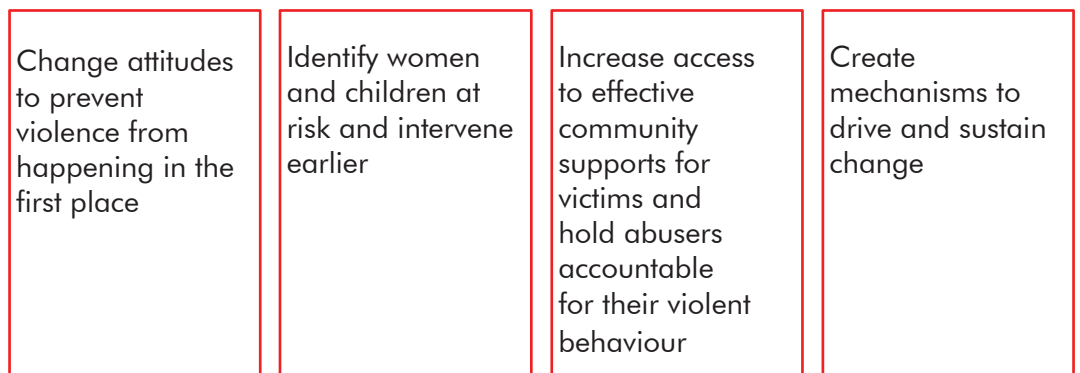 Change attitudes
to prevent
violence from
happening in the
first place
Identify women
and children at
risk and intervene
earlier
Increase access
to effective
community
supports for
victims and
hold abusers
accountable
for their violent
behaviour
Create
mechanisms to
drive and sustain
change